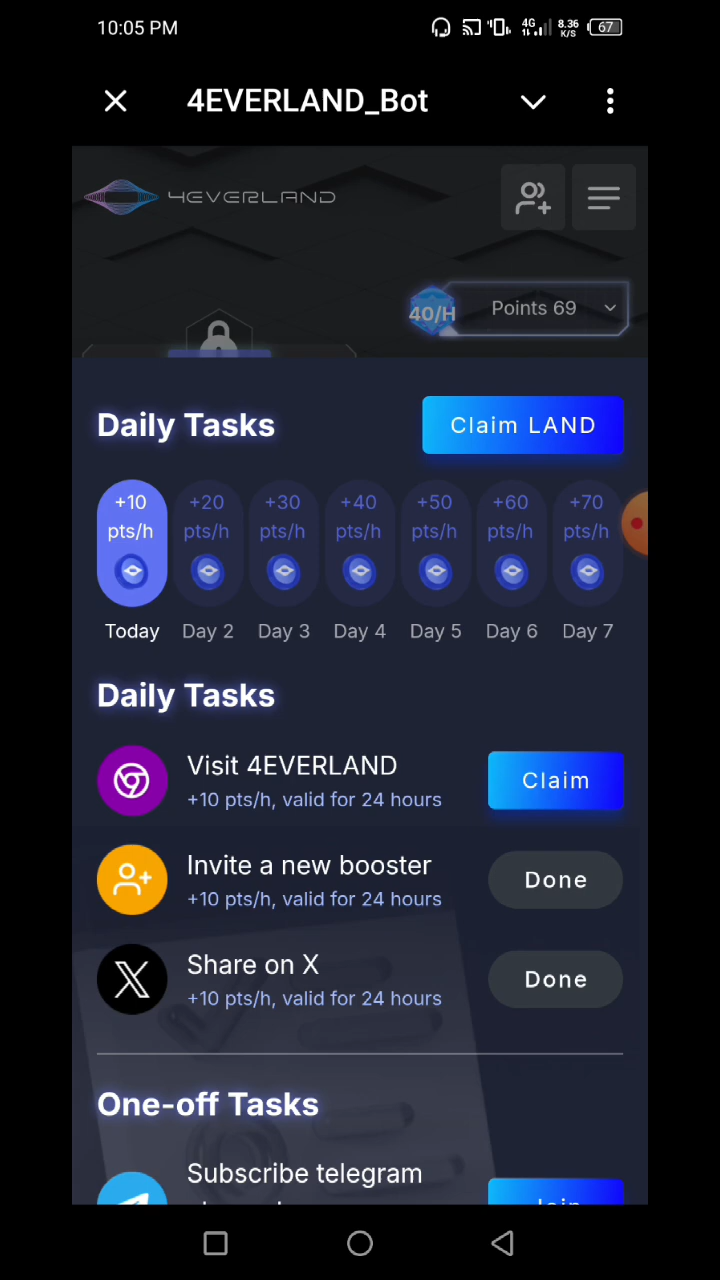 10:05 PM
4G
8.36
K/S
67
4EVERLAND_Bot
4EVERLAND
40/H
Points 69
Daily Tasks
Claim LAND
+10 pts/h
+20 pts/h
+30 pts/h
+40 pts/h
+50 pts/h
+60 pts/h
+70 pts/h
Today
Day 2
Day 3
Day 4
Day 5
Day 6
Day 7
Daily Tasks
Visit 4EVERLAND
+10 pts/h, valid for 24 hours
Claim
Invite a new booster
+10 pts/h, valid for 24 hours
Done
Share on X
+10 pts/h, valid for 24 hours
Done
One-off Tasks
Subscribe telegram